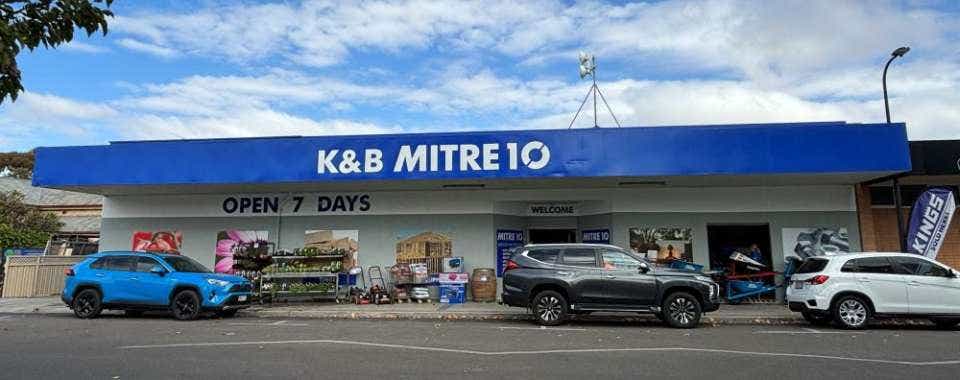 K&B MITRE 10
OPEN 7 DAYS
WELCOME
MITRE 10
MITRE 10
KINGS